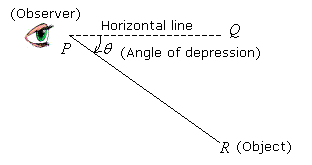 (Observer)
Horizontal line
P
Q
θ
(Angle of depression)
R (Object)